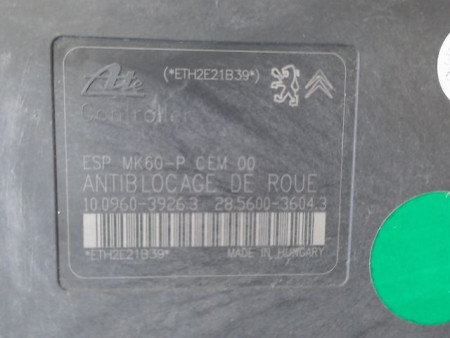 Ate (*ETH2E21B39*)
Controller
ESP MK60-P CEM 00
ANTIBLOCAGE DE ROUE
10.0960-3926.3 28.5600-3604.3
*ETH2E21B39* MADE IN HUNGARY